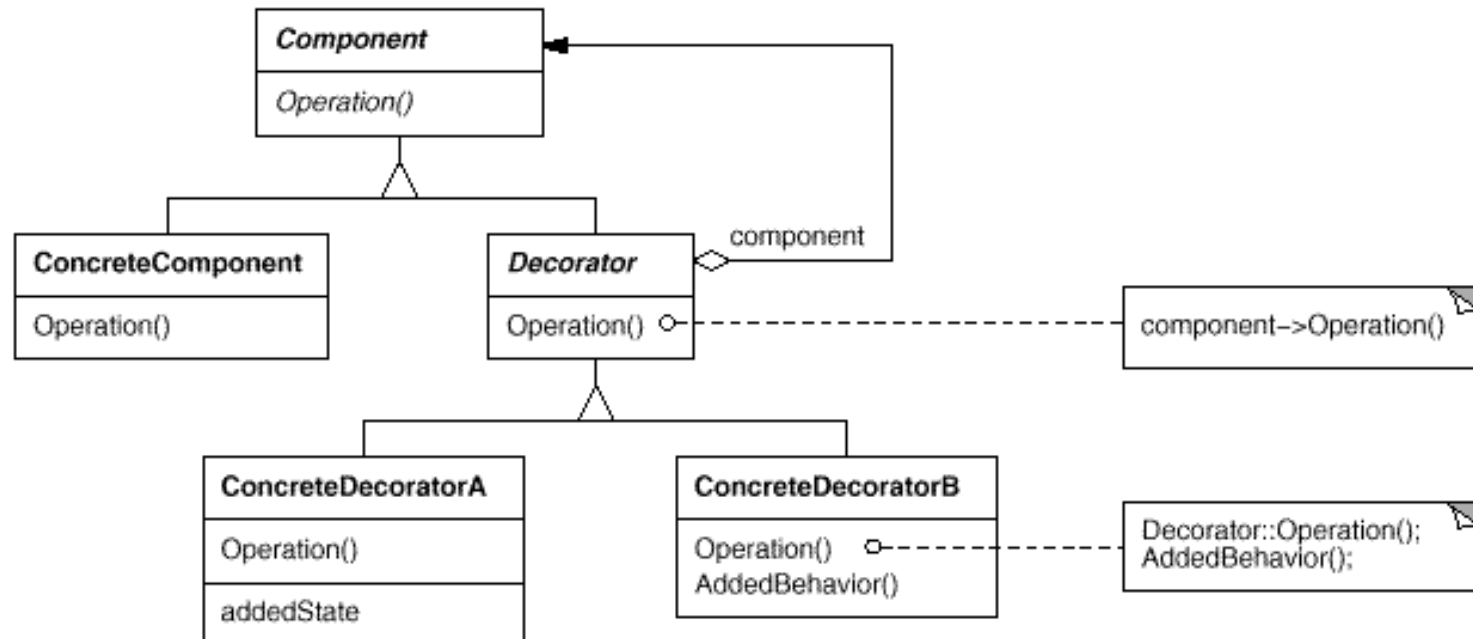 Component
Operation()
component
ConcreteComponent
Operation()
Decorator
Operation()
component->Operation()
ConcreteDecoratorA
Operation()
addedState
ConcreteDecoratorB
Operation()
AddedBehavior()
Decorator::Operation();
AddedBehavior();